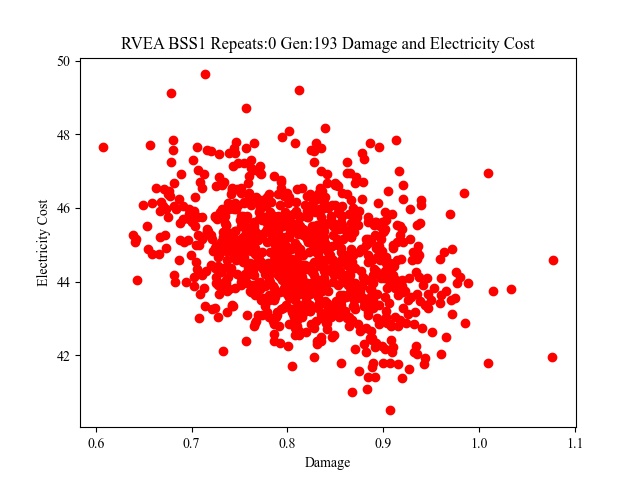 RVEA BSS1 Repeats:0 Gen:193 Damage and Electricity Cost
50
48
46
44
42
Electricity Cost
0.6 0.7 0.8 0.9 1.0 1.1
Damage